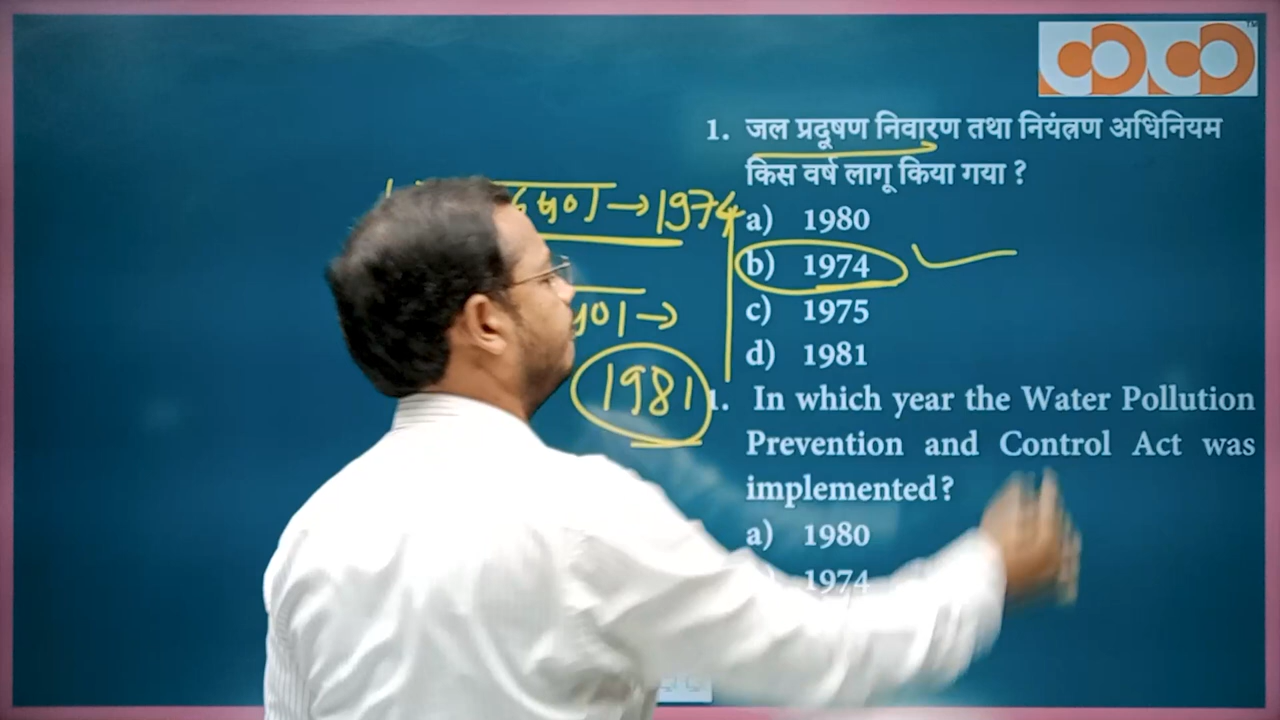 1. जल प्रदूषण निवारण तथा नियंत्रण अधिनियम
किस वर्ष लागू किया गया ?
a) 1980
b) 1974
c) 1975
d) 1981
→1974
→
1981
1. In which year the Water Pollution
Prevention and Control Act was
implemented?
a) 1980
1974